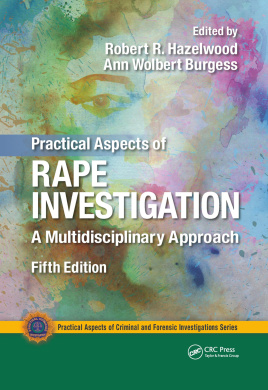 Edited by
Robert R. Hazelwood
Ann Wolbert Burgess
Practical Aspects of
RAPE
INVESTIGATION
A Multidisciplinary Approach
Fifth Edition
Practical Aspects of Criminal and Forensic Investigations Series
CRC
CRC Press
Taylor & Francis Group